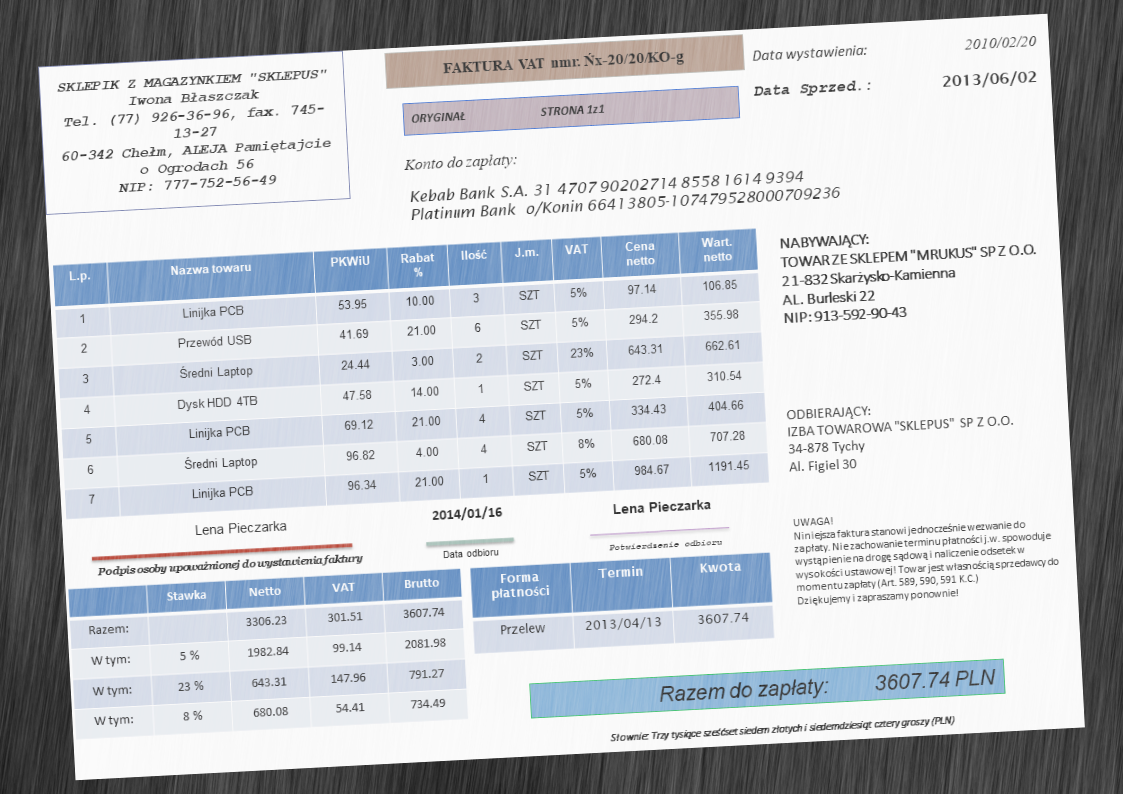 SKLEPIK Z MAGAZYNKIEM "SKLEPUS"
Iwona Błaszczak
Tel. (77) 926-36-96, fax. 745-
13-27
60-342 Chełm, ALEJA Pamiętajcie
o Ogrodach 56
NIP: 777-752-56-49
FAKTURA VAT nmr. Ńx-20/20/KO-g
ORYGINAŁ STRONA 1z1
Data wystawienia: 2010/02/20
Data Sprzed.: 2013/06/02
Konto do zapłaty:
Kebab Bank S.A. 31 4707 90202714 8558 1614 9394
Platinum Bank o/Konin 66413805-107479528000709236
NABYWAJĄCY:
TOWARZE SKLEPEM "MRUKUS" SP Z O.O.
21-832 Skarżysko-Kamienna
AL. Burleski 22
NIP: 913-592-90-43
ODBIERAJĄCY:
IZBA TOWAROWA "SKLEPUS" SP Z O.O.
34-878 Tychy
Al. Figiel 30
L.p. Nazwa towaru PKWiU Rabat % Ilość J.m. VAT Cena netto Wart. netto
1 Linijka PCB 53.95 10.00 3 SZT 5% 97.14 106.85
2 Przewód USB 41.69 21.00 6 SZT 5% 294.2 355.98
3 Średni Laptop 24.44 3.00 2 SZT 23% 643.31 662.61
4 Dysk HDD 4TB 47.58 14.00 1 SZT 5% 272.4 310.54
5 Linijka PCB 69.12 21.00 4 SZT 5% 334.43 404.66
6 Średni Laptop 96.82 4.00 4 SZT 8% 680.08 707.28
7 Linijka PCB 96.34 21.00 1 SZT 5% 984.67 1191.45
Lena Pieczarka
Podpis osoby upoważnionej do wystawienia faktury
2014/01/16
Data odbioru
Lena Pieczarka
Potwierdzenie odbioru
UWAGA!
Niniejsza faktura stanowi jednocześnie wezwanie do
zapłaty. Nie zachowanie terminu płatności j.w. spowoduje
wystąpienie na drogę sądową i naliczenie odsetek w
wysokości ustawowej! Towar jest własnością sprzedawcy do
momentu zapłaty (Art. 589, 590, 591 K.C.)
Dziękujemy i zapraszamy ponownie!
Stawka Netto VAT Brutto
Razem: 3306.23 301.51 3607.74
W tym: 5 % 1982.84 99.14 2081.98
W tym: 23 % 643.31 147.96 791.27
W tym: 8 % 680.08 54.41 734.49
Forma płatności Termin Kwota
Przelew 2013/04/13 3607.74
Razem do zapłaty: 3607.74 PLN
Słownie: Trzy tysiące sześćset siedem złotych i siedemdziesiąt cztery groszy (PLN)